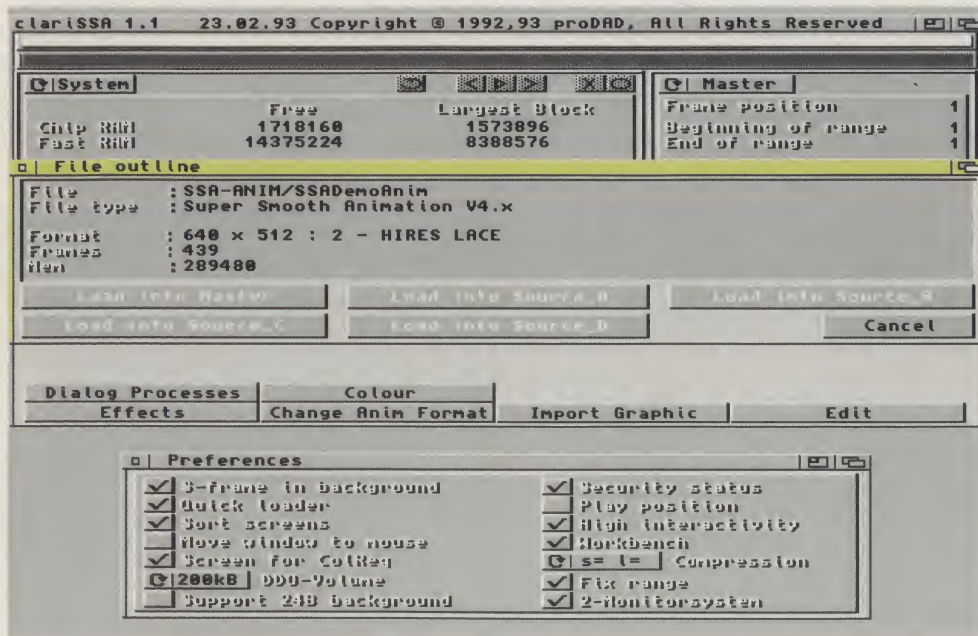 clariSSA 1.1 23.02.93 Copyright © 1992,93 proDAD, All Rights Reserved
System
Master
Free Largest Block
Chip RAM 1718160 1573896
Fast RAM 14375224 8388576
Frame position 1
Beginning of range 1
End of range 1
File outline
File :SSA-ANIM/SSADemoAnim
File type :Super Smooth Animation V4.x
Format : 640 x 512 : 2 - HIRES LACE
Frames : 439
Mem : 289480
Load into Master Load into Source_A Load into Source_B
Load into Source_C Load into Source_D Cancel
Dialog Processes Colour
Effects Change Anim Format Import Graphic Edit
Preferences
S-frame in background Security status
Quick loader Play position
Sort screens High interactivity
Move window to mouse Workbench
Screen for ColReq s= l= Compression
200kB DDU-Volume Fix range
Support 24B background 2-Monitorsystem